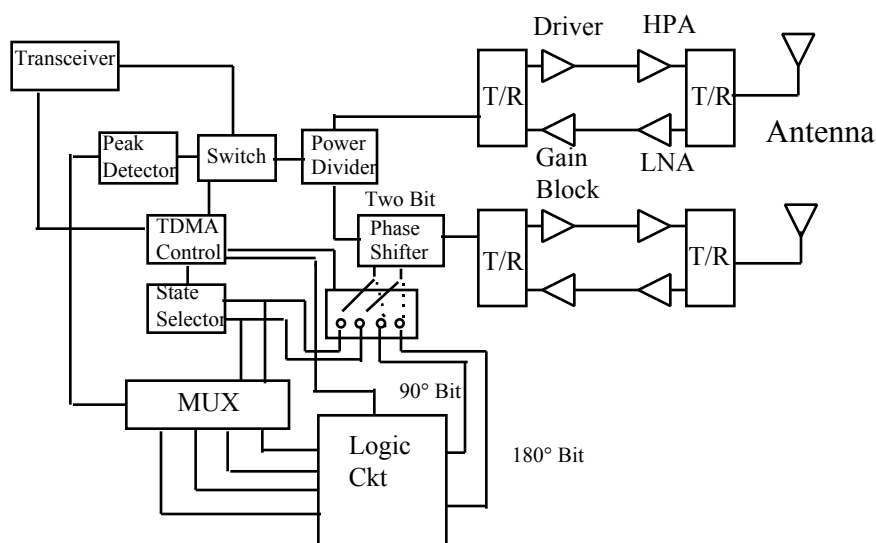 Driver
HPA
Transceiver
T/R
T/R
Antenna
Peak
Detector
Switch
Power
Divider
Gain
Block
LNA
Two Bit
TDMA
Control
Phase
Shifter
T/R
T/R
State
Selector
MUX
90° Bit
Logic
Ckt
180° Bit